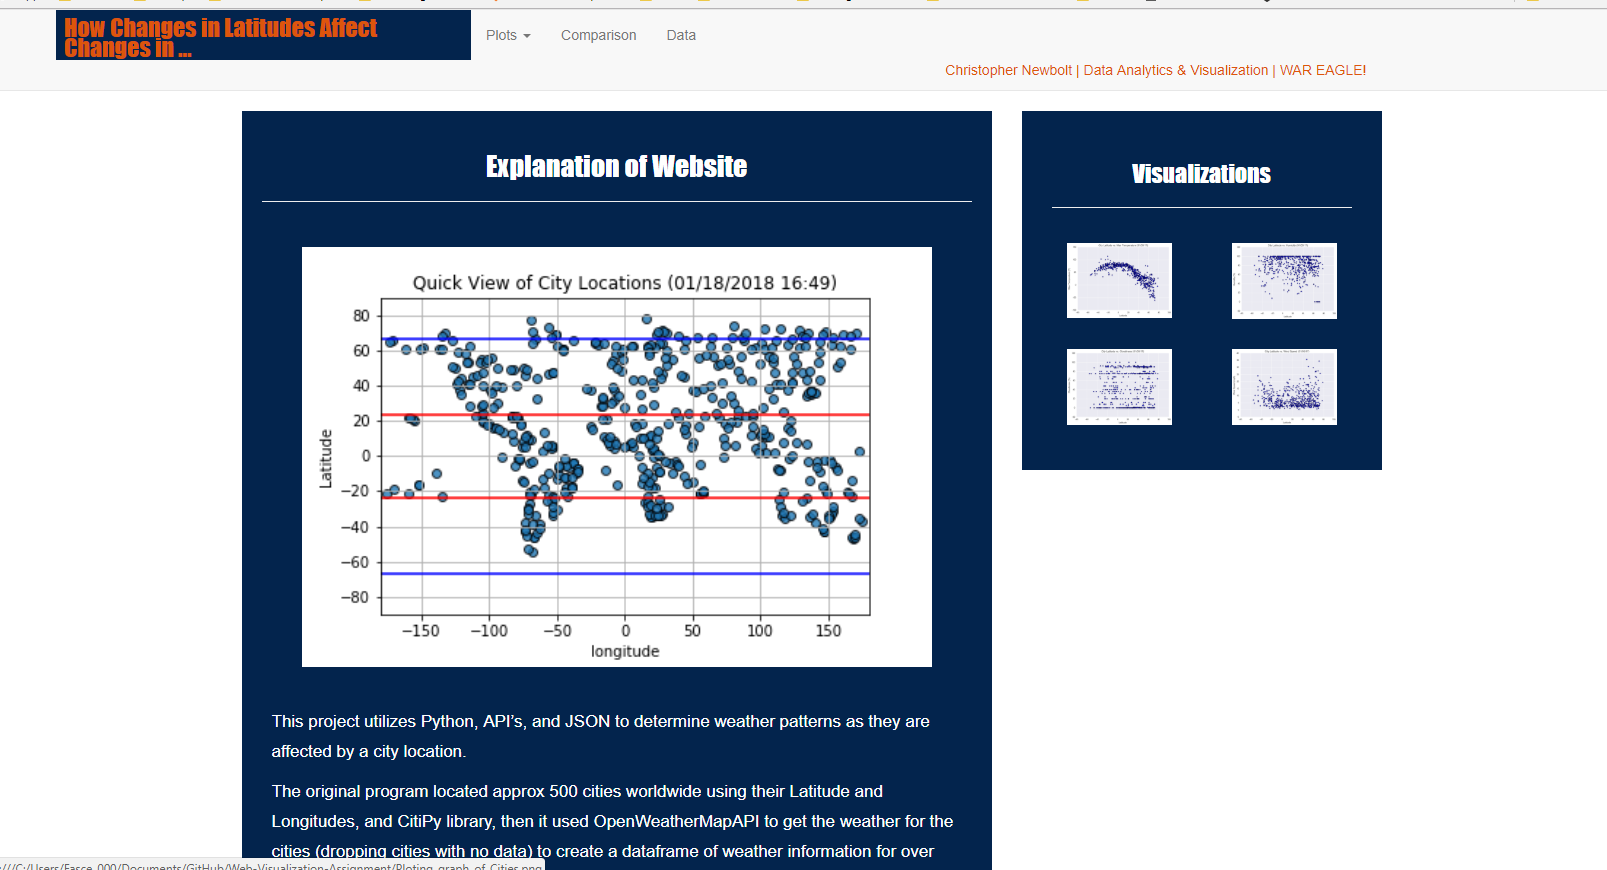 How Changes in Latitudes Affect
Changes in ...
Plots
Comparison
Data
Christopher Newbolt | Data Analytics & Visualization | WAR EAGLE!
Explanation of Website
Quick View of City Locations (01/18/2018 16:49)
80
60
40
20
0
−20
−40
−60
−80
Latitude
−150 −100 −50 0 50 100 150
longitude
This project utilizes Python, API's, and JSON to determine weather patterns as they are
affected by a city location.
The original program located approx 500 cities worldwide using their Latitude and
Longitudes, and CitiPy library, then it used OpenWeatherMapAPI to get the weather for the
cities (dropping cities with no data) to create a dataframe of weather information for over
Visualizations
///C:/Users/Fasce_000/Documents/GitHub/Web-Visualization-Assignment/Ploting_graph_of_Cities.png